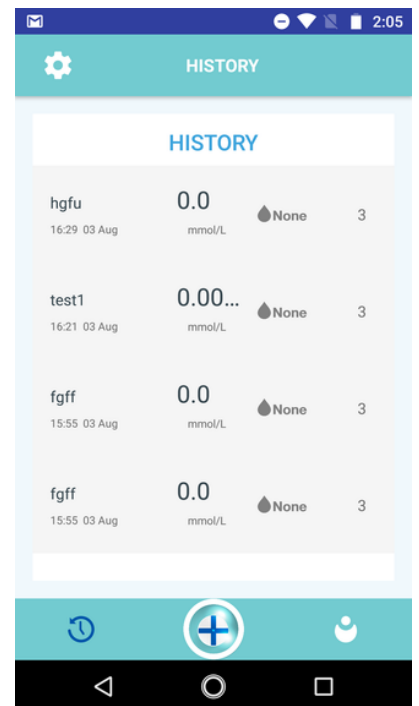 2:05
HISTORY
HISTORY
hgfu 0.0 None 3
16:29 03 Aug mmol/L
test1 0.00... None 3
16:21 03 Aug mmol/L
fgff 0.0 None 3
15:55 03 Aug mmol/L
fgff 0.0 None 3
15:55 03 Aug mmol/L